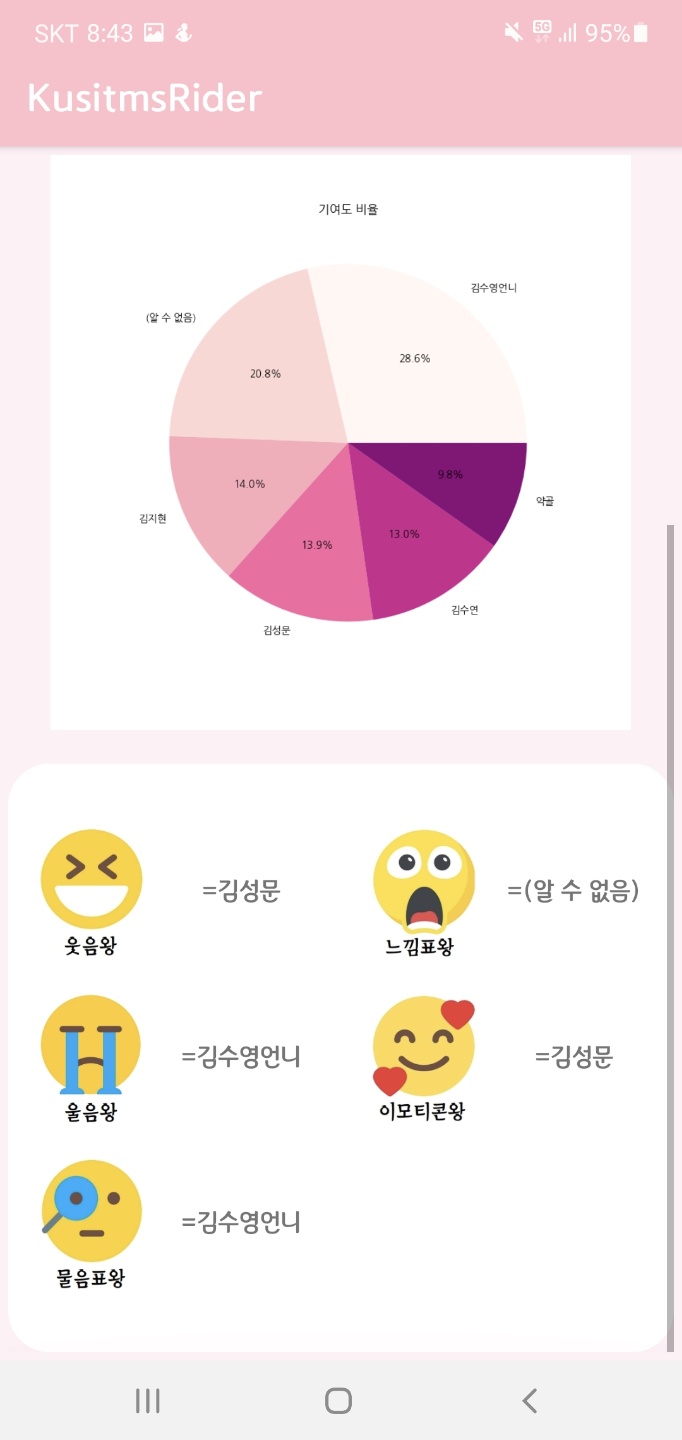 SKT 8:43
5G
95%
KusitmsRider
기여도 비율
김수영언니
(알 수 없음)
28.6%
20.8%
9.8%
14.0%
약골
김지현
13.0%
13.9%
김수연
김성문
=김성문
=(알 수 없음)
웃음왕
느낌표왕
=김수영언니
=김성문
울음왕
이모티콘왕
=김수영언니
물음표왕